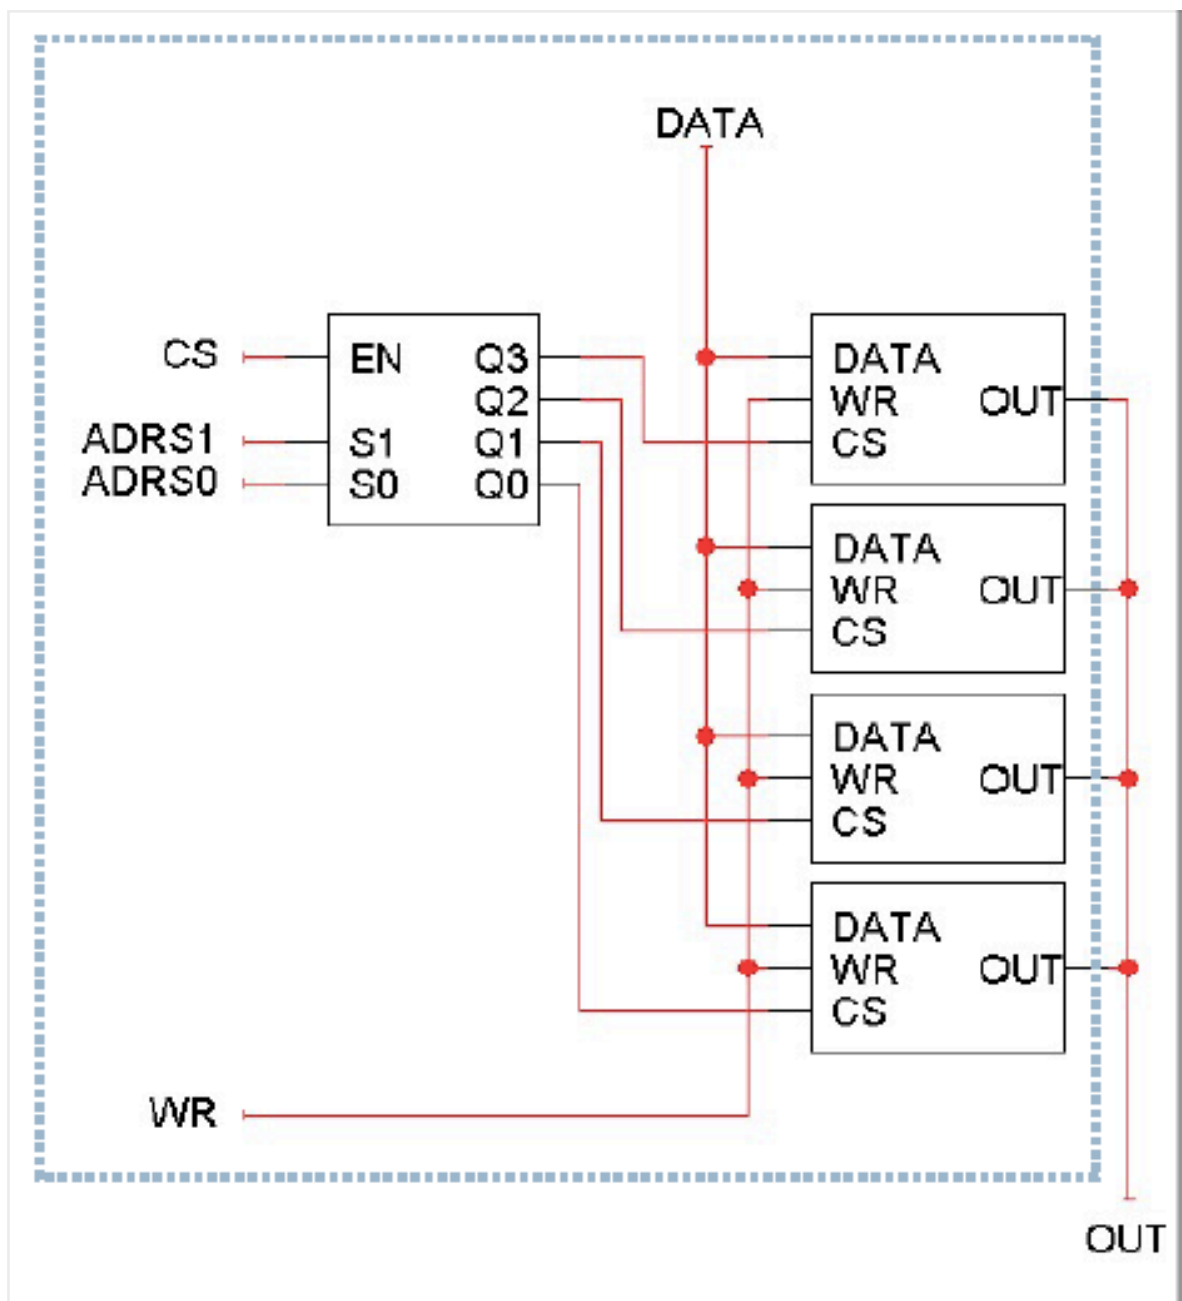 DATA
CS
ADRS1
ADRS0
EN Q3
Q2
S1 Q1
S0 Q0
DATA
WR OUT
CS
DATA
WR OUT
CS
DATA
WR OUT
CS
DATA
WR OUT
CS
WR
OUT